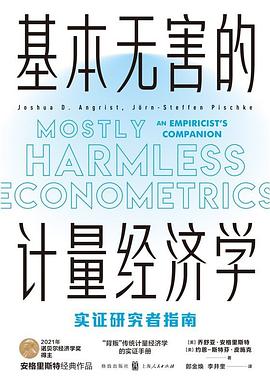 基本无害的
Joshua D. Angrist, Jörn-Steffen Pischke
MOSTLY
AN EMPIRICIST'S
COMPANION
HARMLESS
ECONOMETRICS
计量经济学
实证研究者指南
2021年
诺贝尔经济学奖
得主
安格里斯特经典作品
“背叛”传统计量经济学
的实证手册
格致出版社 上海人民出版社
[美] 乔舒亚·安格里斯特
[美] 约恩-斯特芬·皮施克
著
郎金焕 李井奎 译